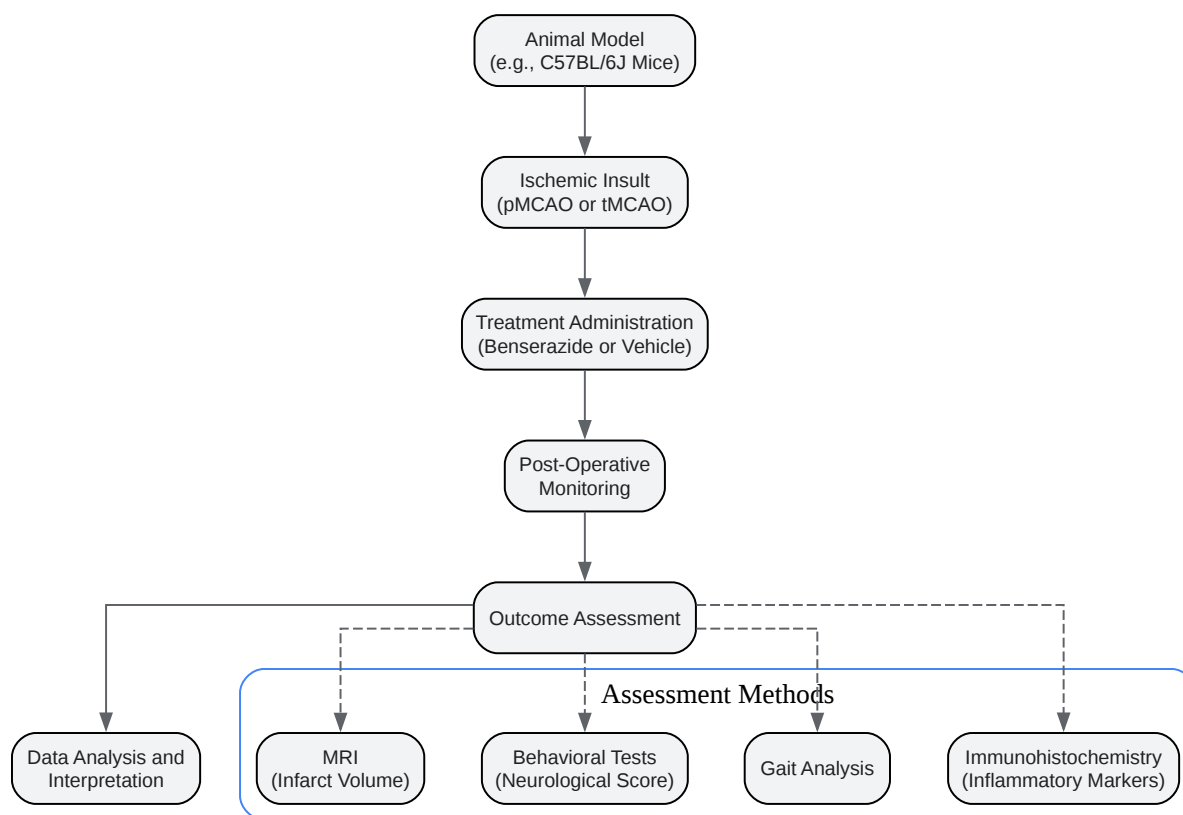 Animal Model
(e.g., C57BL/6J Mice)
Ischemic Insult
(pMCAO or tMCAO)
Treatment Administration
(Benserazide or Vehicle)
Post-Operative
Monitoring
Outcome Assessment
Assessment Methods
Data Analysis and
Interpretation
MRI
(Infarct Volume)
Behavioral Tests
(Neurological Score)
Gait Analysis
Immunohistochemistry
(Inflammatory Markers)